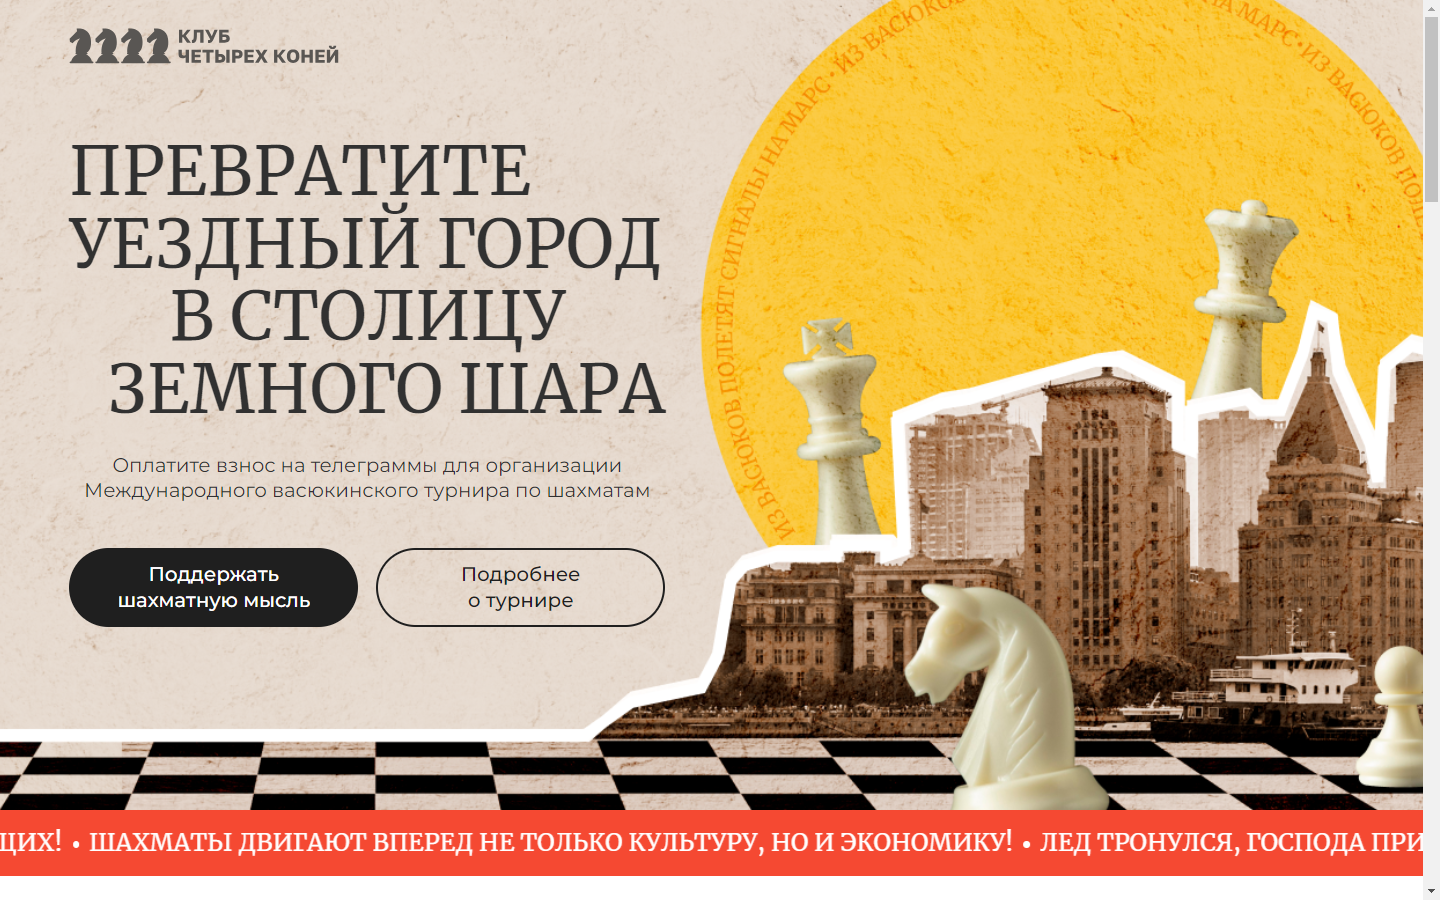 КЛУБ
ЧЕТЫРЕХ КОНЕЙ
ПРЕВРАТИТЕ
УЕЗДНЫЙ ГОРОД
В СТОЛИЦУ
ЗЕМНОГО ШАРА
Оплатите взнос на телеграммы для организации
Международного васюкинского турнира по шахматам
Поддержать
шахматную мысль
Подробнее
о турнире
ИЗ ВАСЮКОВ ПОЛЕТЯТ СИГНАЛЫ НА МАРС • ИЗ ВАСЮКОВ
НА МАРС • ИЗ ВАСЮКОВ
ЩИХ! • ШАХМАТЫ ДВИГАЮТ ВПЕРЕД НЕ ТОЛЬКО КУЛЬТУРУ, НО И ЭКОНОМИКУ! • ЛЕД ТРОНУЛСЯ, ГОСПОДА ПРИ